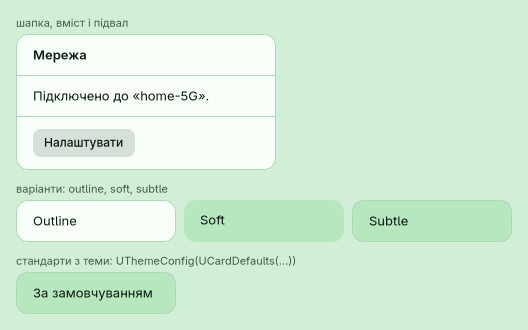 шапка, вміст і підвал
Мережа
Підключено до «home-5G».
Налаштувати
варіанти: outline, soft, subtle
Outline
Soft
Subtle
стандарти з теми: UThemeConfig(UCardDefaults(...))
За замовчуванням